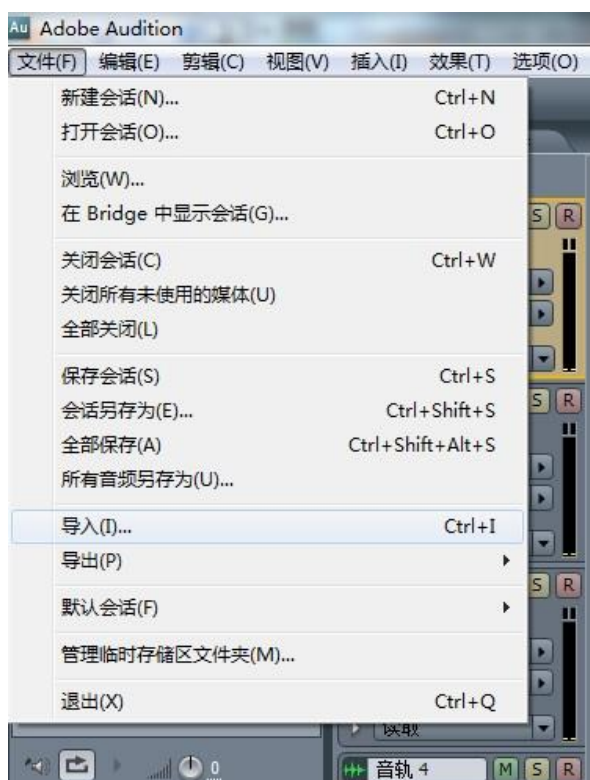 Au Adobe Audition
文件(F) 编辑(E) 剪辑(C) 视图(V) 插入(I) 效果(T) 选项(O)
新建会话(N)... Ctrl+N
打开会话(O)... Ctrl+O
浏览(W)...
在 Bridge 中显示会话(G)...
S R
关闭会话(C) Ctrl+W
关闭所有未使用的媒体(U)
全部关闭(L)
保存会话(S) Ctrl+S
会话另存为(E)... Ctrl+Shift+S
S R
全部保存(A) Ctrl+Shift+Alt+S
所有音频另存为(U)...
导入(I)... Ctrl+I
导出(P)
S R
默认会话(F)
管理临时存储区文件夹(M)...
退出(X) Ctrl+Q
读取
0
音轨 4 M S R